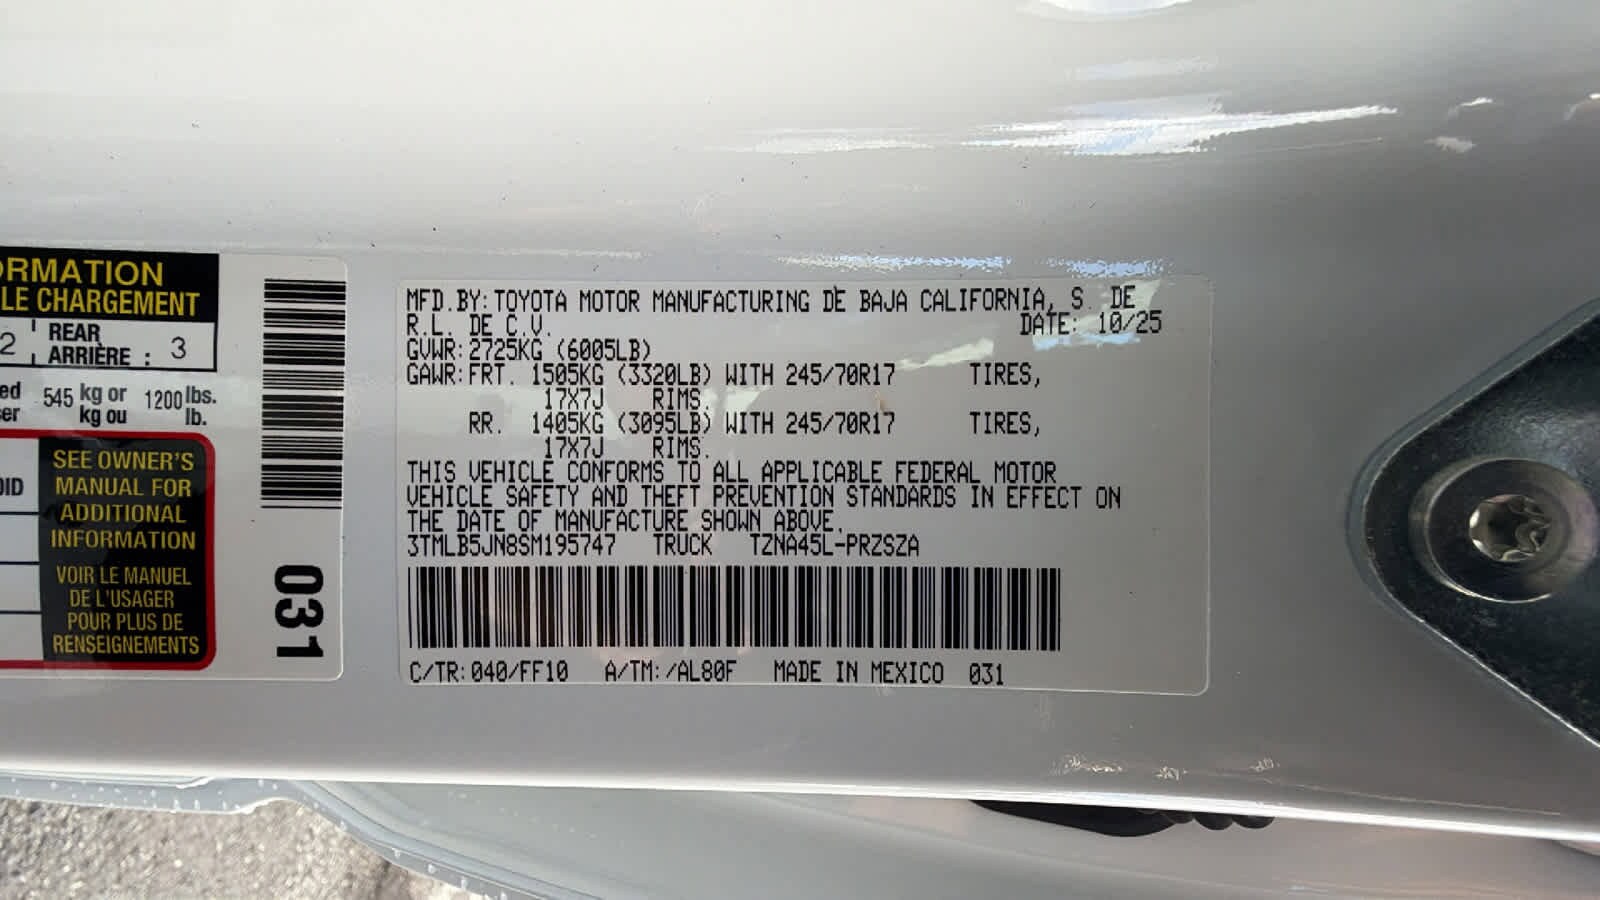 ORMATION
LE CHARGEMENT
2 REAR
ARRIÈRE : 3
545 kg or 1200 lbs.
kg ou lb.
SEE OWNER'S
MANUAL FOR
ADDITIONAL
INFORMATION
VOIR LE MANUEL
DE L'USAGER
POUR PLUS DE
RENSEIGNEMENTS
031
MFD.BY: TOYOTA MOTOR MANUFACTURING DE BAJA CALIFORNIA, S. DE
R.L. DE C.V. DATE: 10/25
GVWR: 2725KG (6005LB)
GAWR: FRT. 1505KG (3320LB) WITH 245/70R17 TIRES,
17X7J RIMS.
RR. 1405KG (3095LB) WITH 245/70R17 TIRES,
17X7J RIMS.
THIS VEHICLE CONFORMS TO ALL APPLICABLE FEDERAL MOTOR
VEHICLE SAFETY AND THEFT PREVENTION STANDARDS IN EFFECT ON
THE DATE OF MANUFACTURE SHOWN ABOVE.
3TMLB5JN8SM195747 TRUCK TZNA45L-PRZSZA
C/TR: 040/FF10 A/TM: /AL80F MADE IN MEXICO 031